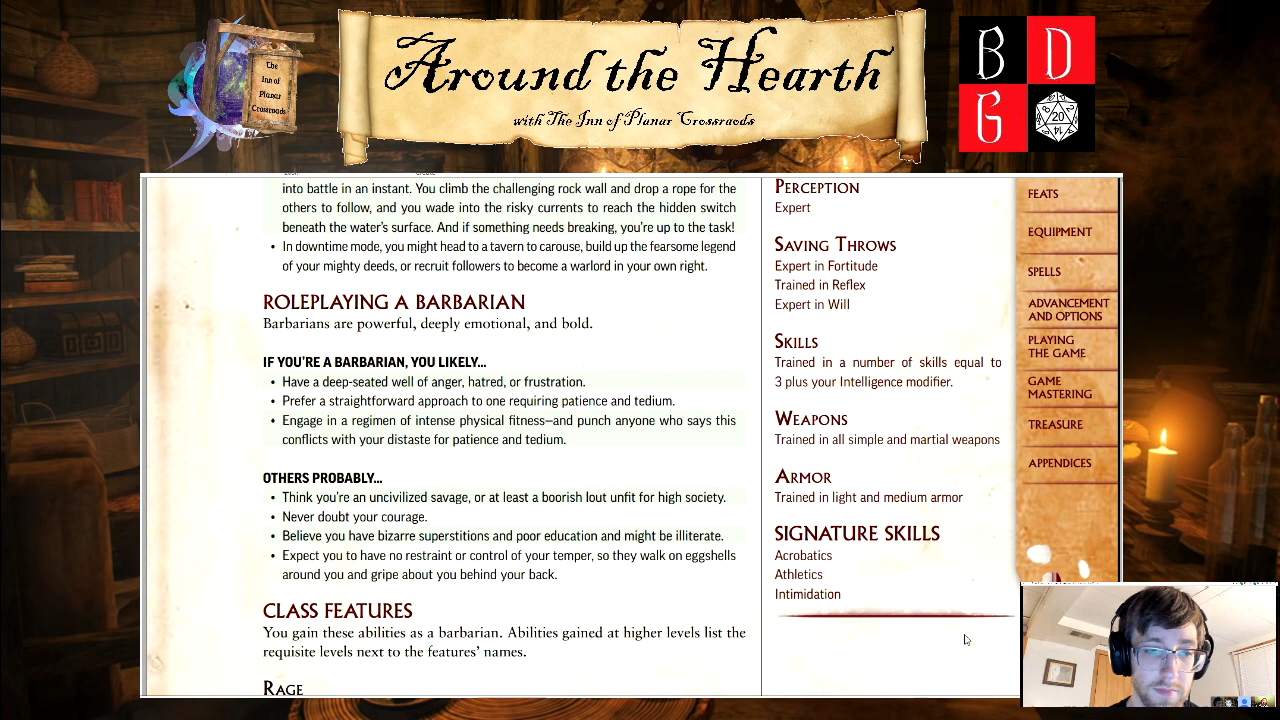 The
Inn of
Planar
Crossroads
Around the Hearth
with The Inn of Planar Crossroads
B D
G 20
14
into battle in an instant. You climb the challenging rock wall and drop a rope for the
others to follow, and you wade into the risky currents to reach the hidden switch
beneath the water's surface. And if something needs breaking, you're up to the task!
• In downtime mode, you might head to a tavern to carouse, build up the fearsome legend
of your mighty deeds, or recruit followers to become a warlord in your own right.
ROLEPLAYING A BARBARIAN
Barbarians are powerful, deeply emotional, and bold.
IF YOU'RE A BARBARIAN, YOU LIKELY...
• Have a deep-seated well of anger, hatred, or frustration.
• Prefer a straightforward approach to one requiring patience and tedium.
• Engage in a regimen of intense physical fitness—and punch anyone who says this
conflicts with your distaste for patience and tedium.
OTHERS PROBABLY...
• Think you're an uncivilized savage, or at least a boorish lout unfit for high society.
• Never doubt your courage.
• Believe you have bizarre superstitions and poor education and might be illiterate.
• Expect you to have no restraint or control of your temper, so they walk on eggshells
around you and gripe about you behind your back.
CLASS FEATURES
You gain these abilities as a barbarian. Abilities gained at higher levels list the
requisite levels next to the features' names.
RAGE
PERCEPTION
Expert
SAVING THROWS
Expert in Fortitude
Trained in Reflex
Expert in Will
SKILLS
Trained in a number of skills equal to
3 plus your Intelligence modifier.
WEAPONS
Trained in all simple and martial weapons
ARMOR
Trained in light and medium armor
SIGNATURE SKILLS
Acrobatics
Athletics
Intimidation
FEATS
EQUIPMENT
SPELLS
ADVANCEMENT
AND OPTIONS
PLAYING
THE GAME
GAME
MASTERING
TREASURE
APPENDICES